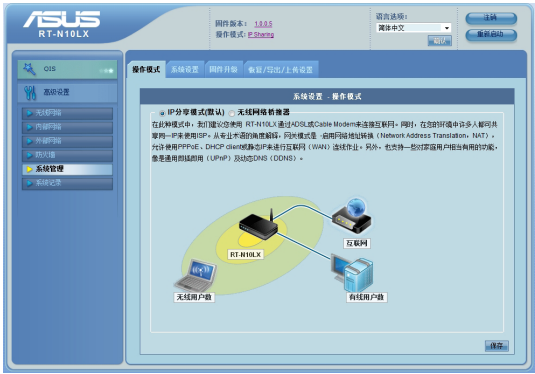 ASUS
RT-N10LX
固件版本： 1.0.0.5
操作模式： IP Sharing
语言选项：
简体中文
注销
重新启动
QIS
高级设置
无线网络
内部网络
外部网络
防火墙
系统管理
系统记录
操作模式 系统设置 固件升级 恢复/导出/上传设置
系统设置 - 操作模式
IP分享模式(默认) 无线网络桥接器
在此种模式中，我们建议您使用 RT-N10LX 通过ADSL或Cable Modem来连接互联网。同时，在您的环境中许多人都可共
享同一IP来使用ISP。从专业术语的角度解释，网关模式是 -启用网络地址转换（Network Address Translation，NAT）。
允许使用PPPoE、DHCP client或静态IP来进行互联网（WAN）连线作业。另外，也支持一些对家庭用户相当有用的功能，
像是通用即插即用（UPnP）及动态DNS（DDNS）。
互联网
RT-N10LX
无线用户数
有线用户数
保存